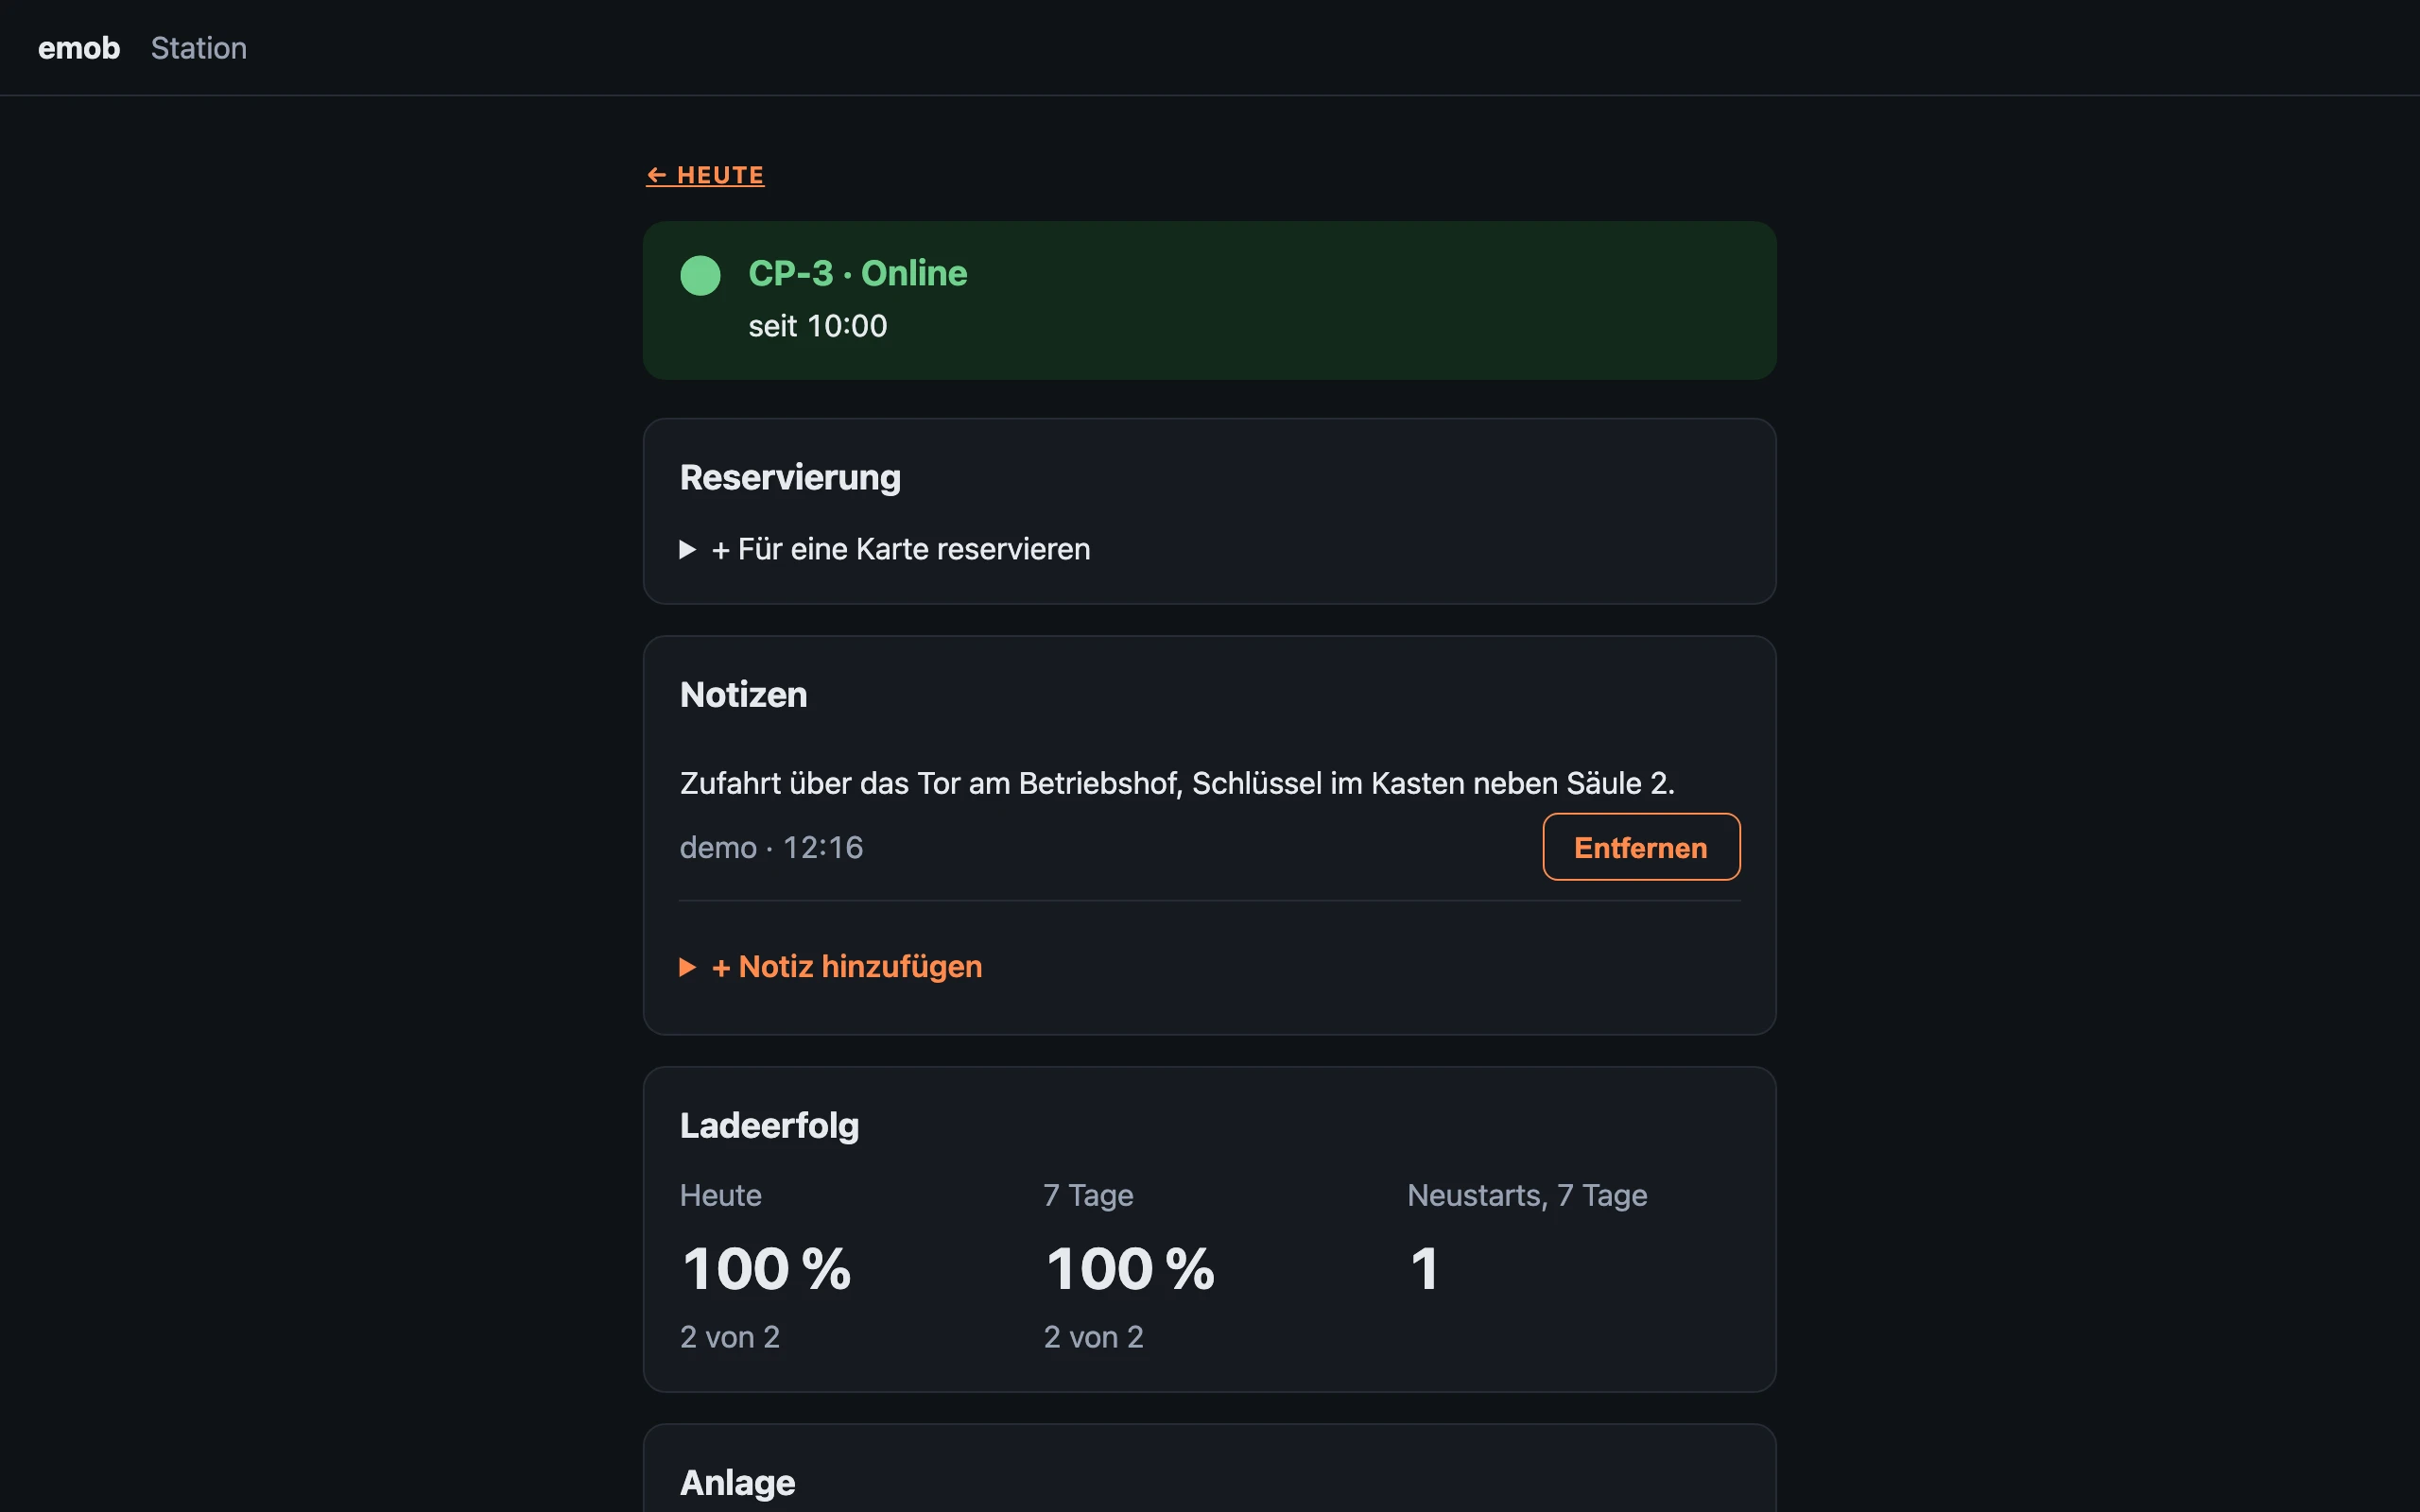 emob Station
← HEUTE
CP-3 · Online
seit 10:00
Reservierung
▶ + Für eine Karte reservieren
Notizen
Zufahrt über das Tor am Betriebshof, Schlüssel im Kasten neben Säule 2.
demo · 12:16 Entfernen
▶ + Notiz hinzufügen
Ladeerfolg
Heute 7 Tage Neustarts, 7 Tage
100 % 100 % 1
2 von 2 2 von 2
Anlage